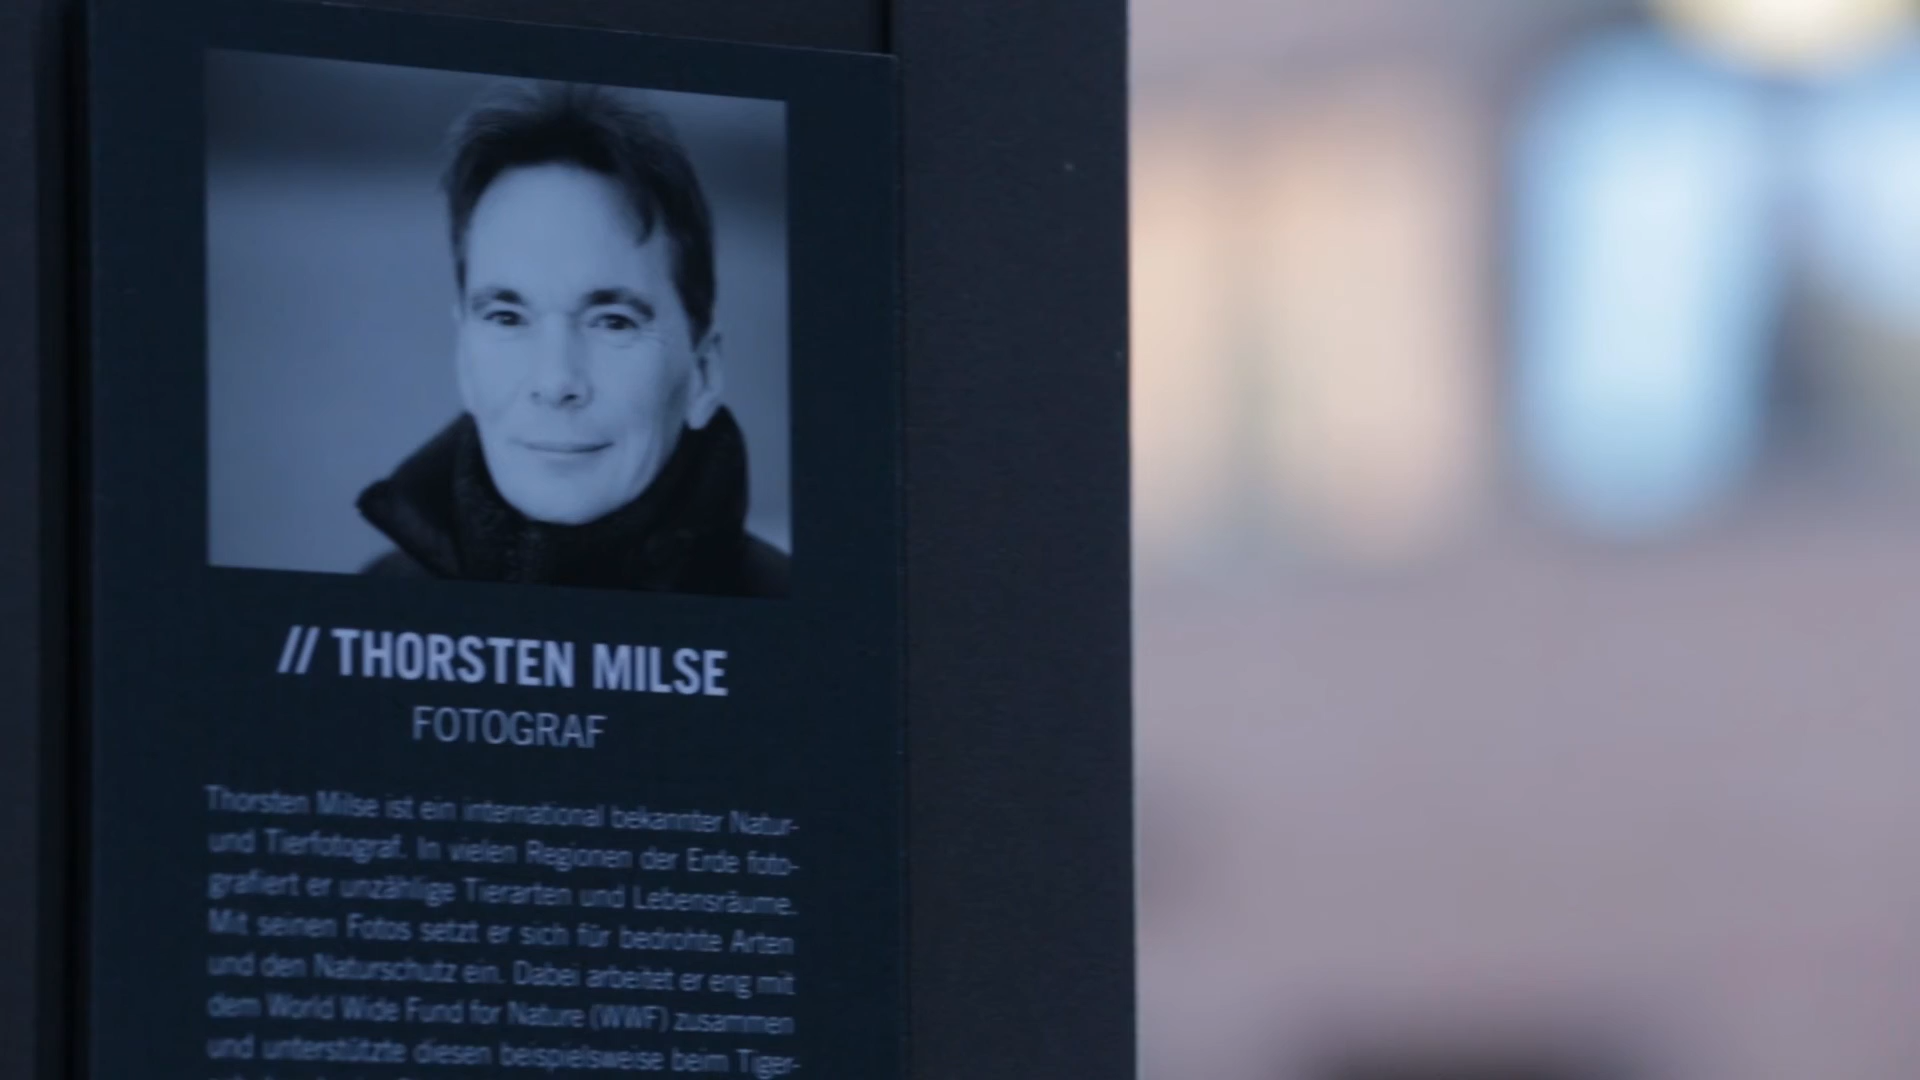 // THORSTEN MILSE
FOTOGRAF
Thorsten Milse ist ein international bekannter Natur-
und Tierfotograf. In vielen Regionen der Erde foto-
grafiert er unzählige Tierarten und Lebensräume.
Mit seinen Fotos setzt er sich für bedrohte Arten
und den Naturschutz ein. Dabei arbeitet er eng mit
dem World Wide Fund for Nature (WWF) zusammen
und unterstützte diesen beispielsweise beim Tiger-